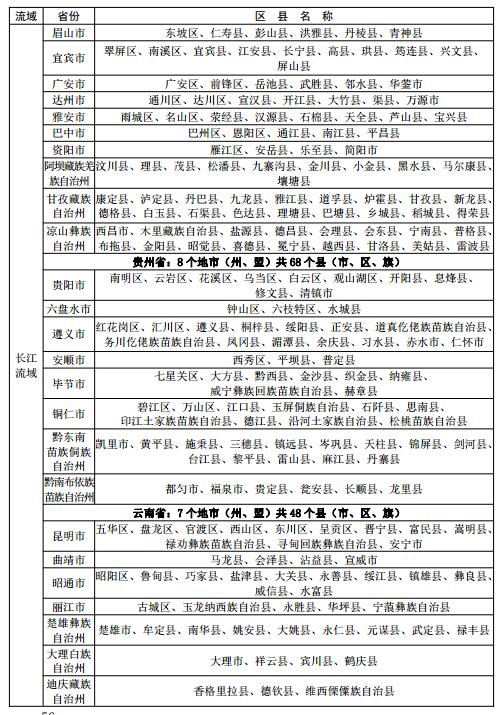 流域 省份 区 县 名 称
眉山市 东坡区、仁寿县、彭山县、洪雅县、丹棱县、青神县
宜宾市 翠屏区、南溪区、宜宾县、江安县、长宁县、高县、珙县、筠连县、兴文县、
屏山县
广安市 广安区、前锋区、岳池县、武胜县、邻水县、华蓥市
达州市 通川区、达川区、宣汉县、开江县、大竹县、渠县、万源市
雅安市 雨城区、名山区、荥经县、汉源县、石棉县、天全县、芦山县、宝兴县
巴中市 巴州区、恩阳区、通江县、南江县、平昌县
资阳市 雁江区、安岳县、乐至县、简阳市
阿坝藏族羌族自治州 汶川县、理县、茂县、松潘县、九寨沟县、金川县、小金县、黑水县、马尔康县、
壤塘县
甘孜藏族自治州 康定县、泸定县、丹巴县、九龙县、雅江县、道孚县、炉霍县、甘孜县、新龙县、
德格县、白玉县、石渠县、色达县、理塘县、巴塘县、乡城县、稻城县、得荣县
凉山彝族自治州 西昌市、木里藏族自治县、盐源县、德昌县、会理县、会东县、宁南县、普格县、
布拖县、金阳县、昭觉县、喜德县、冕宁县、越西县、甘洛县、美姑县、雷波县
贵州省：8个地市（州、盟）共68个县（市、区、旗）
贵阳市 南明区、云岩区、花溪区、乌当区、白云区、观山湖区、开阳县、息烽县、
修文县、清镇市
六盘水市 钟山区、六枝特区、水城县
遵义市 红花岗区、汇川区、遵义县、桐梓县、绥阳县、正安县、道真仡佬族苗族自治县、
务川仡佬族苗族自治县、凤冈县、湄潭县、余庆县、习水县、赤水市、仁怀市
长江流域
安顺市 西秀区、平坝县、普定县
毕节市 七星关区、大方县、黔西县、金沙县、织金县、纳雍县、
威宁彝族回族苗族自治县、赫章县
铜仁市 碧江区、万山区、江口县、玉屏侗族自治县、石阡县、思南县、
印江土家族苗族自治县、德江县、沿河土家族自治县、松桃苗族自治县
黔东南苗族侗族自治州 凯里市、黄平县、施秉县、三穗县、镇远县、岑巩县、天柱县、锦屏县、剑河县、
台江县、黎平县、雷山县、麻江县、丹寨县
黔南布依族苗族自治州 都匀市、福泉市、贵定县、瓮安县、长顺县、龙里县
云南省：7个地市（州、盟）共48个县（市、区、旗）
昆明市 五华区、盘龙区、官渡区、西山区、东川区、呈贡区、晋宁县、富民县、嵩明县、
禄劝彝族苗族自治县、寻甸回族彝族自治县、安宁市
曲靖市 马龙县、会泽县、沾益县、宣威市
昭通市 昭阳区、鲁甸县、巧家县、盐津县、大关县、永善县、绥江县、镇雄县、彝良县、
威信县、水富县
丽江市 古城区、玉龙纳西族自治县、永胜县、华坪县、宁蒗彝族自治县
楚雄彝族自治州 楚雄市、牟定县、南华县、姚安县、大姚县、永仁县、元谋县、武定县、禄丰县
大理白族自治州 大理市、祥云县、宾川县、鹤庆县
迪庆藏族自治州 香格里拉县、德钦县、维西傈僳族自治县